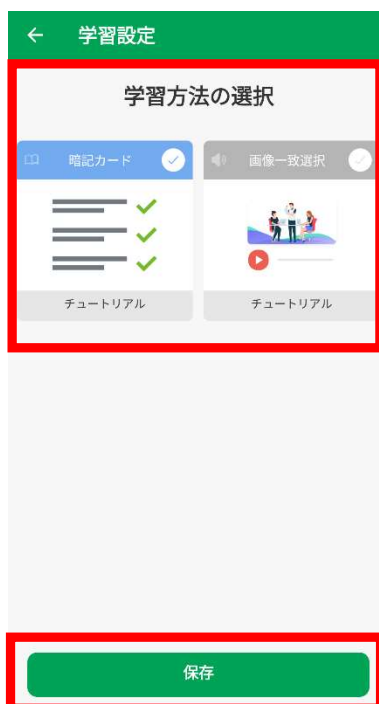 学習設定
学習方法の選択
暗記カード
画像一致選択
チュートリアル
チュートリアル
保存